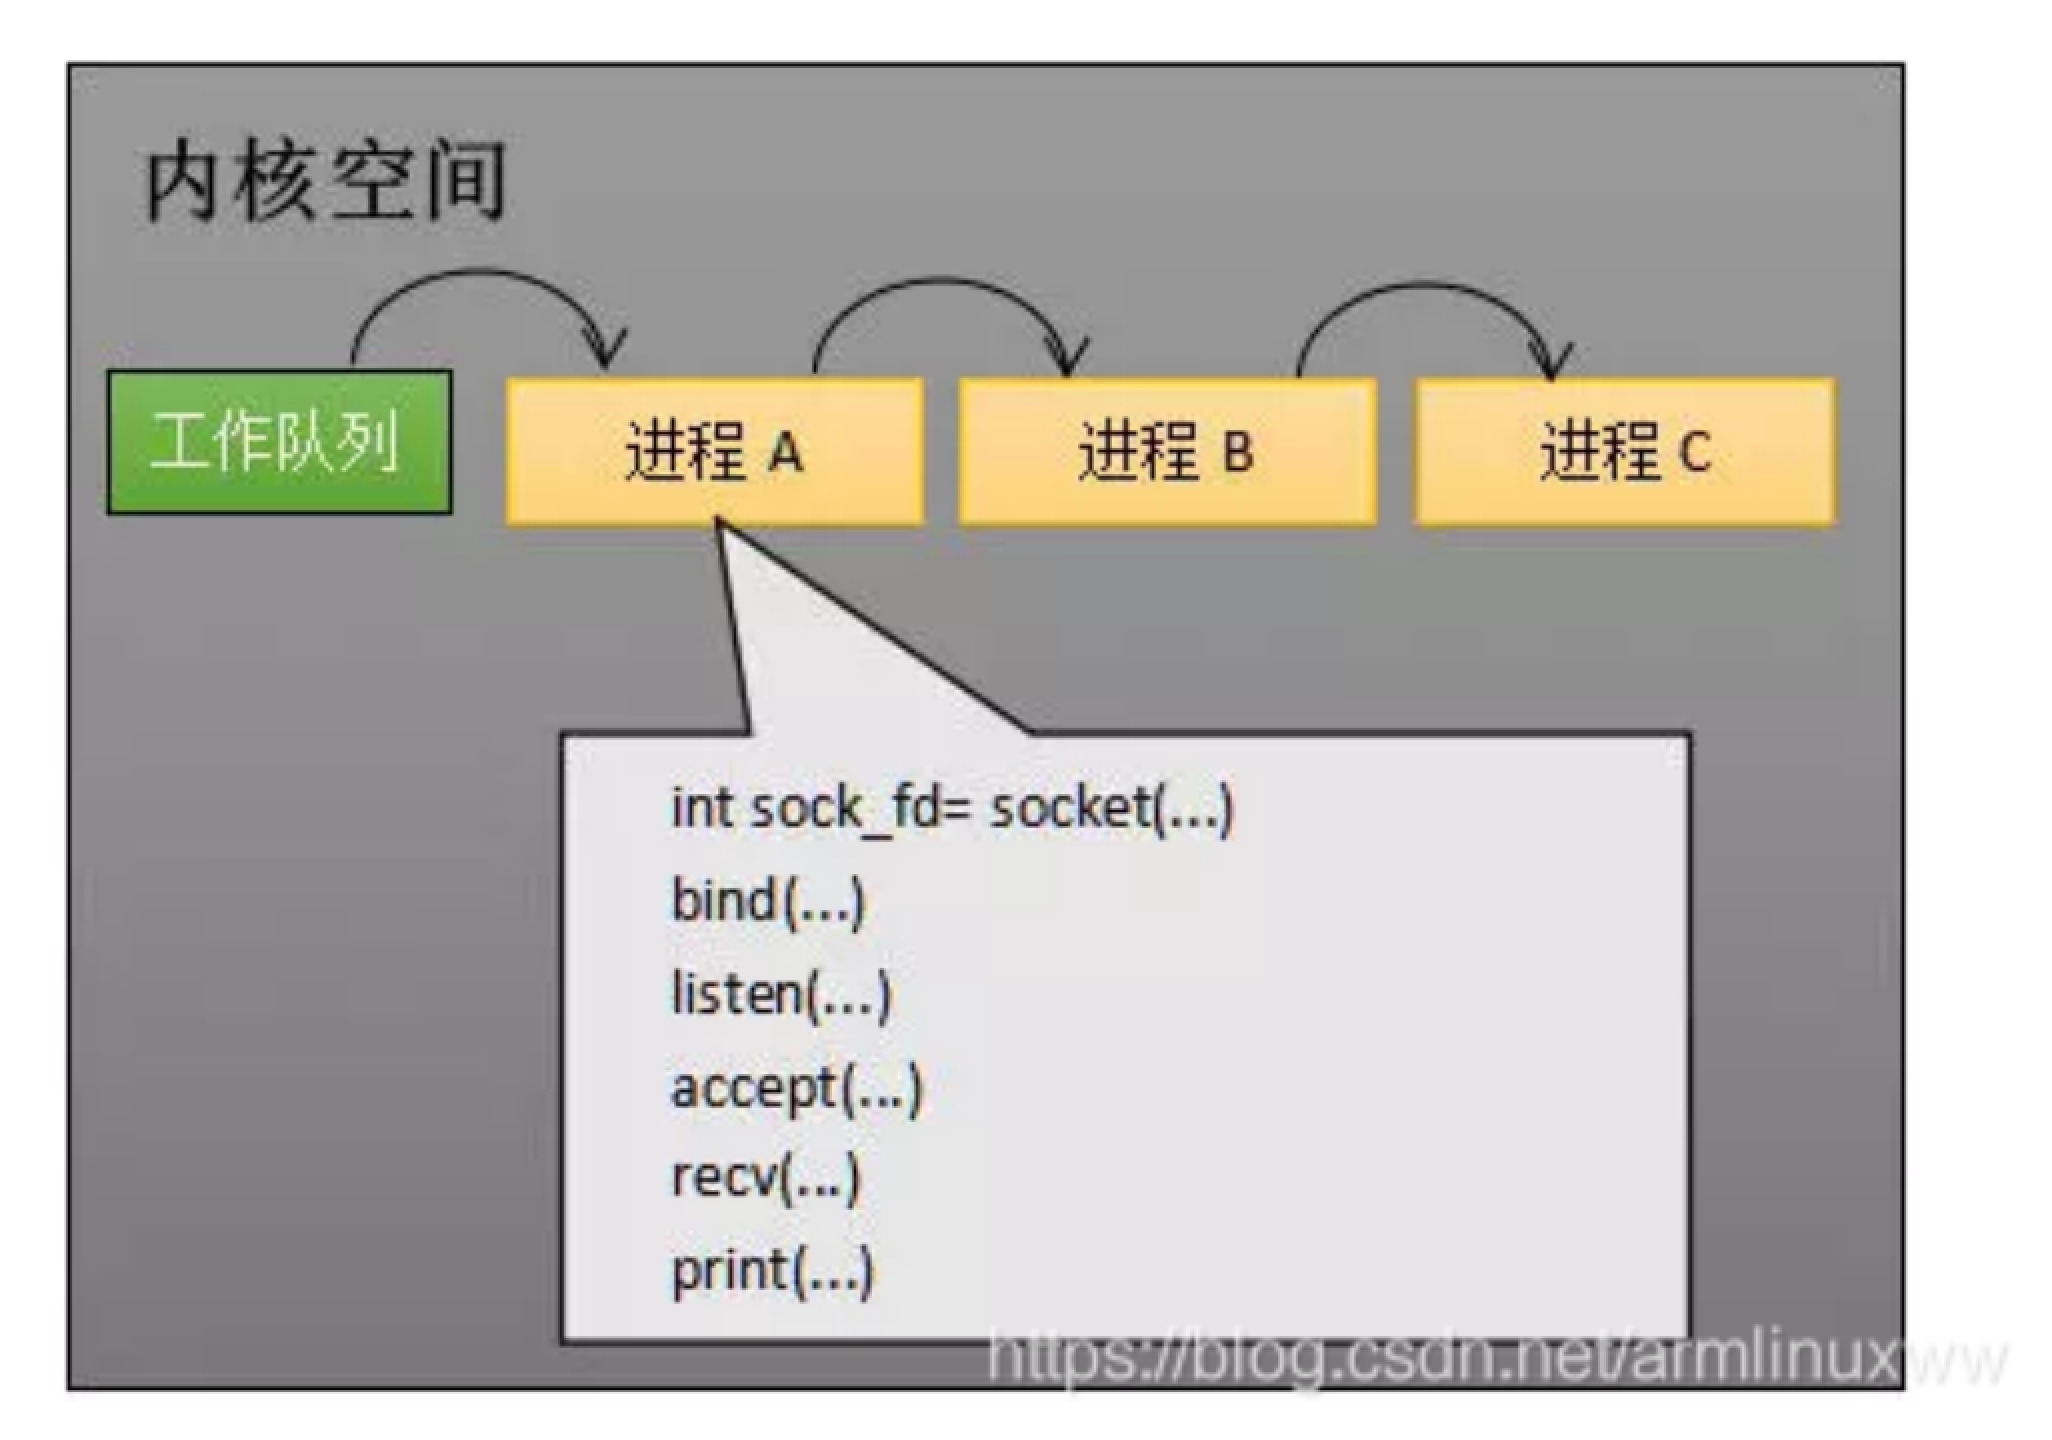 内核空间
工作队列
进程 A
进程 B
进程 C
int sock_fd= socket(...)
bind(...)
listen(...)
accept(...)
recv(...)
print(...)
https://blog.csdn.net/armlinuxww